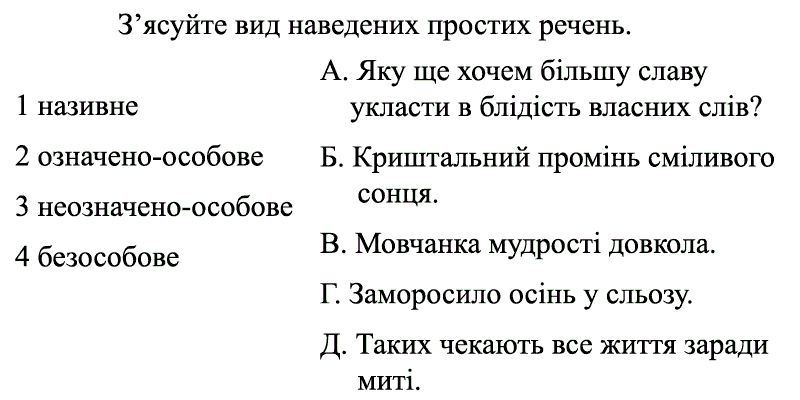 З’ясуйте вид наведених простих речень.
1 називне
2 означено-особове
3 неозначено-особове
4 безособове
А. Яку ще хочем більшу славу
укласти в блідість власних слів?
Б. Криштальний промінь сміливого
сонця.
В. Мовчанка мудрості довкола.
Г. Заморосило осінь у сльозу.
Д. Таких чекають все життя заради
миті.